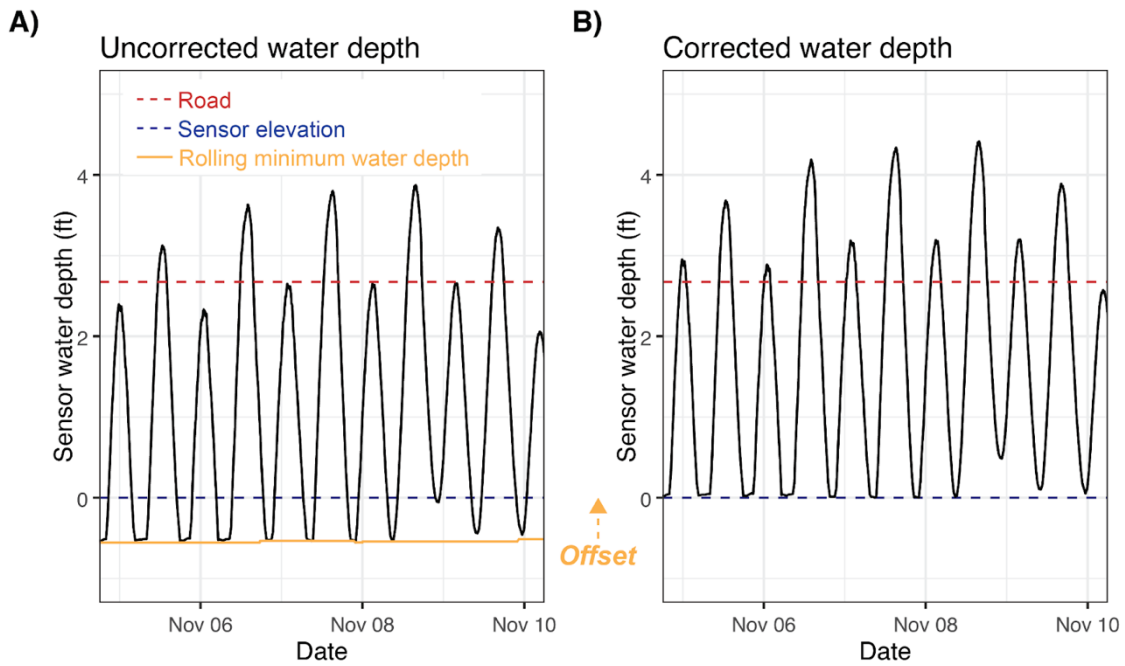 A)
Uncorrected water depth
Road
Sensor elevation
Rolling minimum water depth
Sensor water depth (ft)
4
2
0
Nov 06
Nov 08
Nov 10
Date
Offset
B)
Corrected water depth
Sensor water depth (ft)
4
2
0
Nov 06
Nov 08
Nov 10
Date